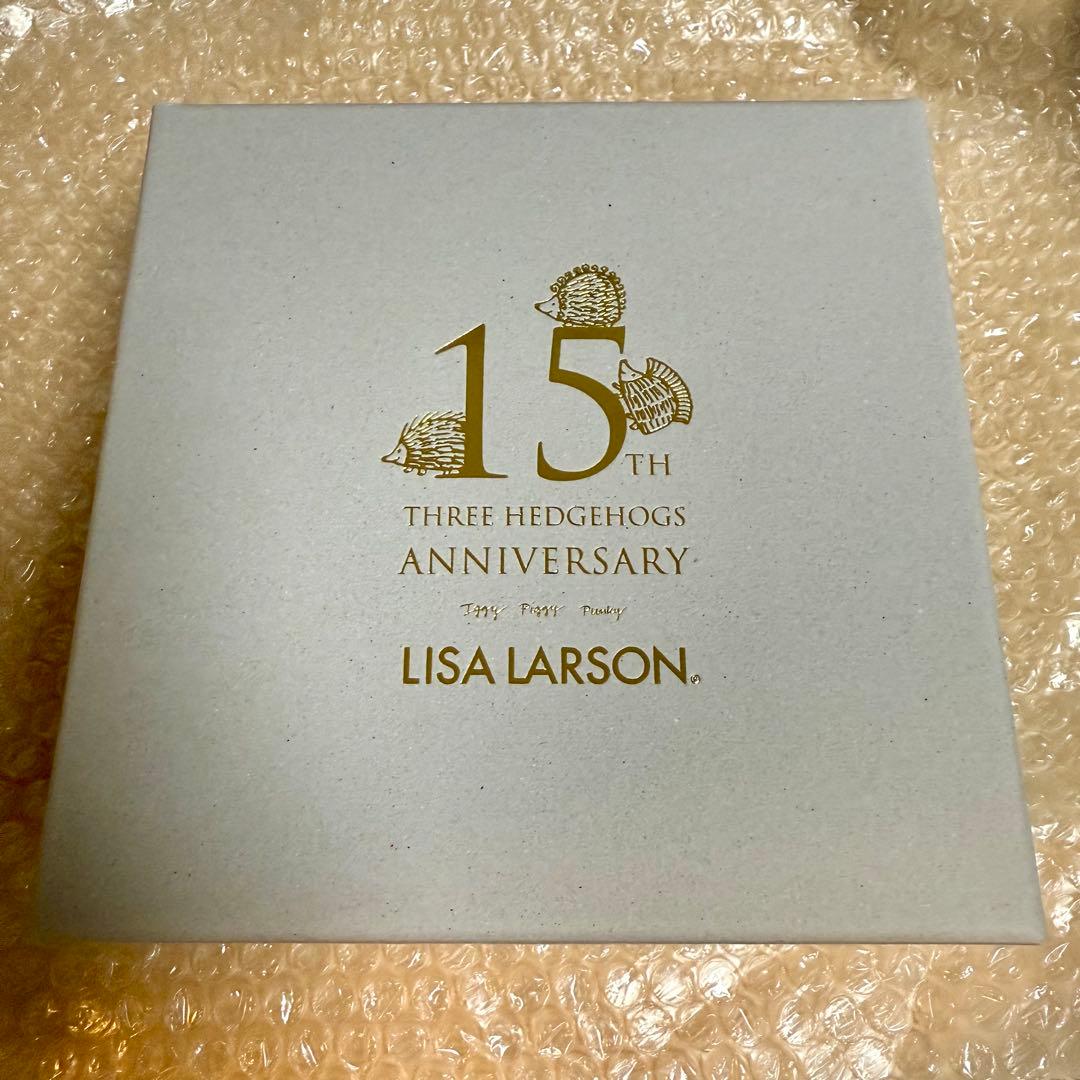 15TH
THREE HEDGEHOGS
ANNIVERSARY
Iggy Piggy Punky
LISA LARSON®